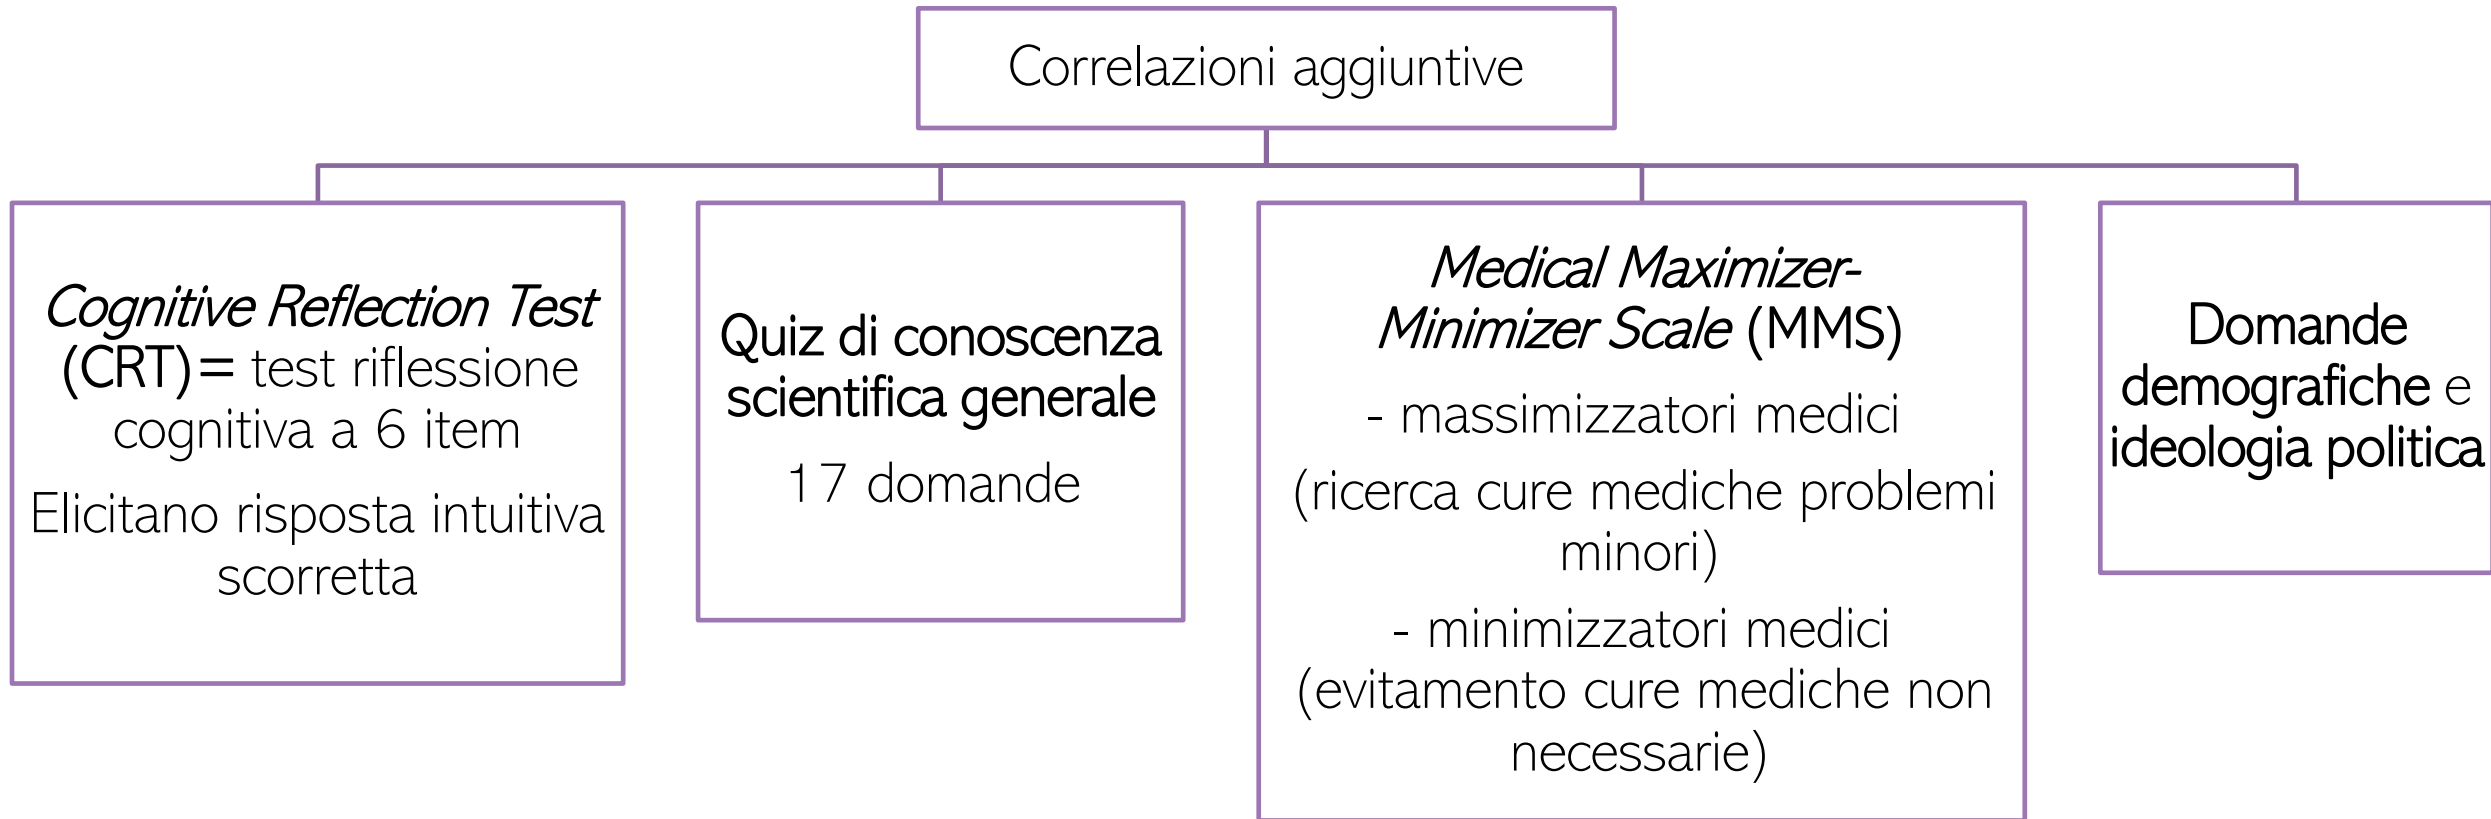 Correlazioni aggiuntive
Cognitive Reflection Test
(CRT)= test riflessione
cognitiva a 6 item
Elicitano risposta intuitiva
scorretta
Quiz di conoscenza
scientifica generale
17 domande
Medical Maximizer-
Minimizer Scale (MMS)
- massimizzatori medici
(ricerca cure mediche problemi
minori)
- minimizzatori medici
(evitamento cure mediche non
necessarie)
Domande
demografiche e
ideologia politica